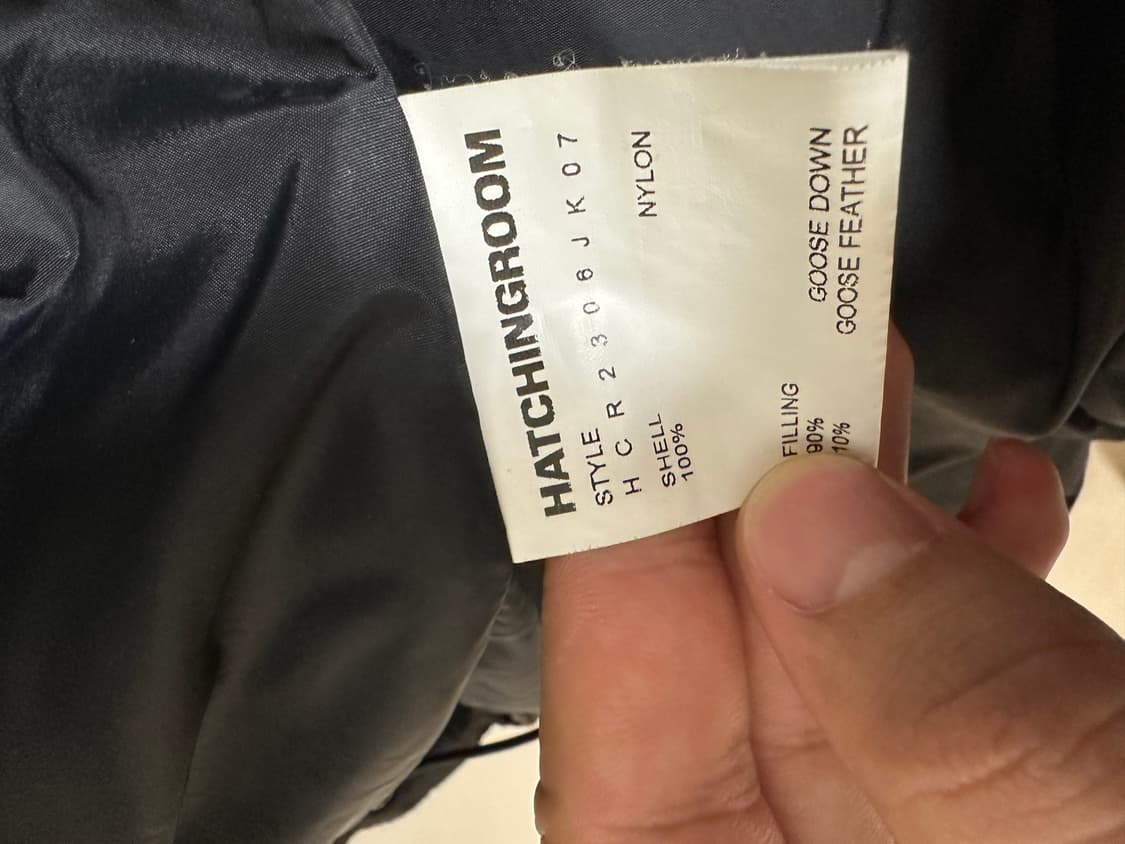 HATCHINGROOM
STYLE
H C R 2 3 0 6 J K 0 7
SHELL
100% NYLON
FILLING
90% GOOSE DOWN
10% GOOSE FEATHER